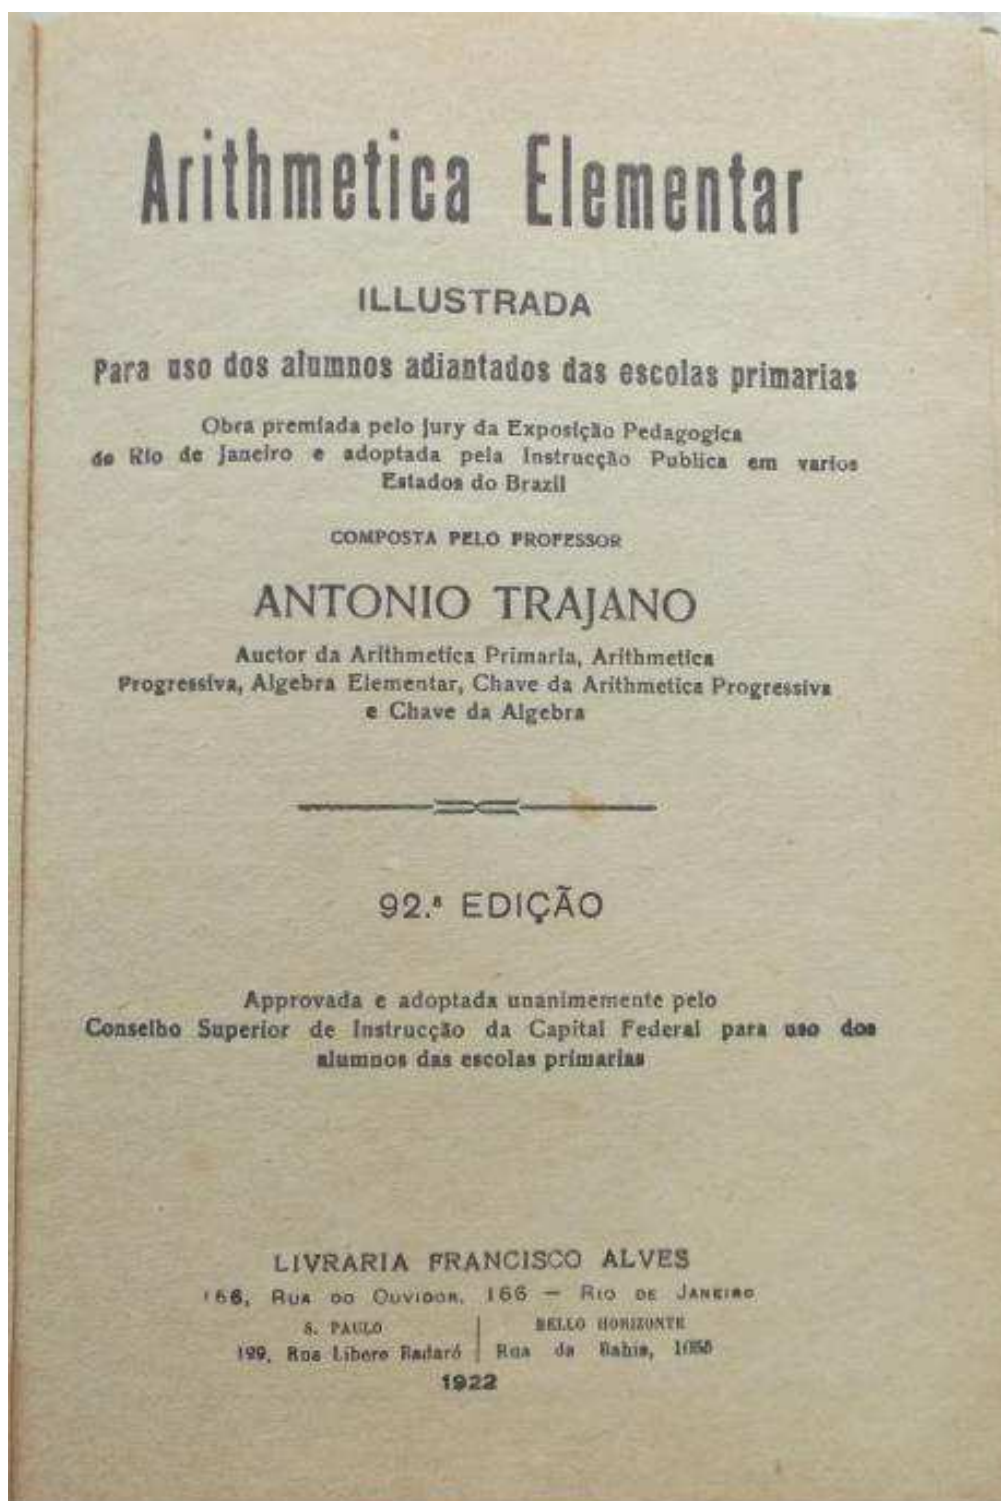 Arithmetica Elementar
ILLUSTRADA
Para uso dos alumnos adiantados das escolas primarias
Obra premiada pelo jury da Exposição Pedagogica
do Rio de Janeiro e adoptada pela Instrucção Publica em varios
Estados do Brazil
COMPOSTA PELO PROFESSOR
ANTONIO TRAJANO
Auctor da Arithmetica Primaria, Arithmetica
Progressiva, Algebra Elementar, Chave da Arithmetica Progressiva
e Chave da Algebra
92.ª EDIÇÃO
Approvada e adoptada unanimemente pelo
Conselho Superior de Instrucção da Capital Federal para uso dos
alumnos das escolas primarias
LIVRARIA FRANCISCO ALVES
166, RUA DO OUVIDOR, 166 — RIO DE JANEIRO
S. PAULO
129, Rua Libero Badaró
BELLO HORIZONTE
Rua da Bahia, 1055
1922